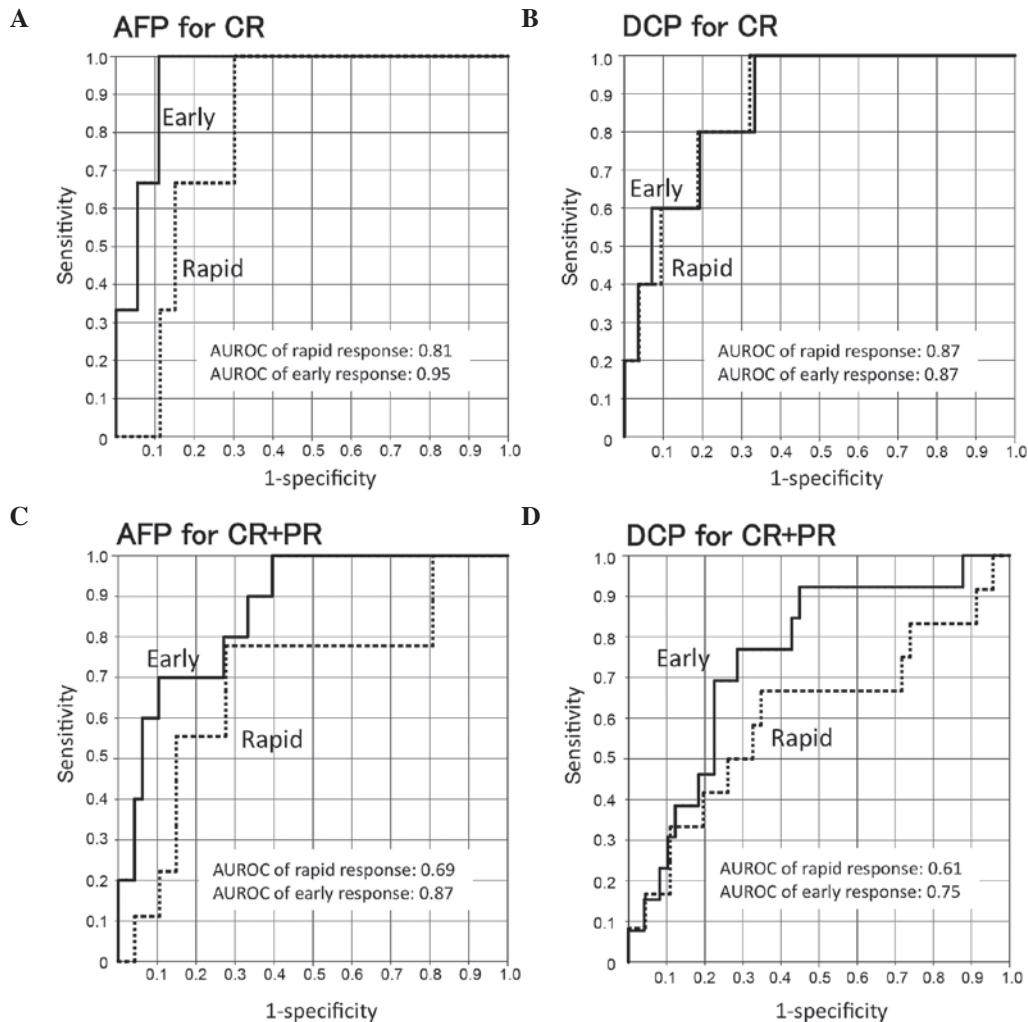 A
AFP for CR
1.0
0.9
0.8
0.7
0.6
0.5
0.4
0.3
0.2
0.1
0
Sensitivity
Early
Rapid
AUROC of rapid response: 0.81
AUROC of early response: 0.95
0.1 0.2 0.3 0.4 0.5 0.6 0.7 0.8 0.9 1.0
1-specificity
B
DCP for CR
1.0
0.9
0.8
0.7
0.6
0.5
0.4
0.3
0.2
0.1
0
Sensitivity
Early
Rapid
AUROC of rapid response: 0.87
AUROC of early response: 0.87
0.1 0.2 0.3 0.4 0.5 0.6 0.7 0.8 0.9 1.0
1-specificity
C
AFP for CR+PR
1.0
0.9
0.8
0.7
0.6
0.5
0.4
0.3
0.2
0.1
0
Sensitivity
Early
Rapid
AUROC of rapid response: 0.69
AUROC of early response: 0.87
0.1 0.2 0.3 0.4 0.5 0.6 0.7 0.8 0.9 1.0
1-specificity
D
DCP for CR+PR
1.0
0.9
0.8
0.7
0.6
0.5
0.4
0.3
0.2
0.1
0
Sensitivity
Early
Rapid
AUROC of rapid response: 0.61
AUROC of early response: 0.75
0.1 0.2 0.3 0.4 0.5 0.6 0.7 0.8 0.9 1.0
1-specificity